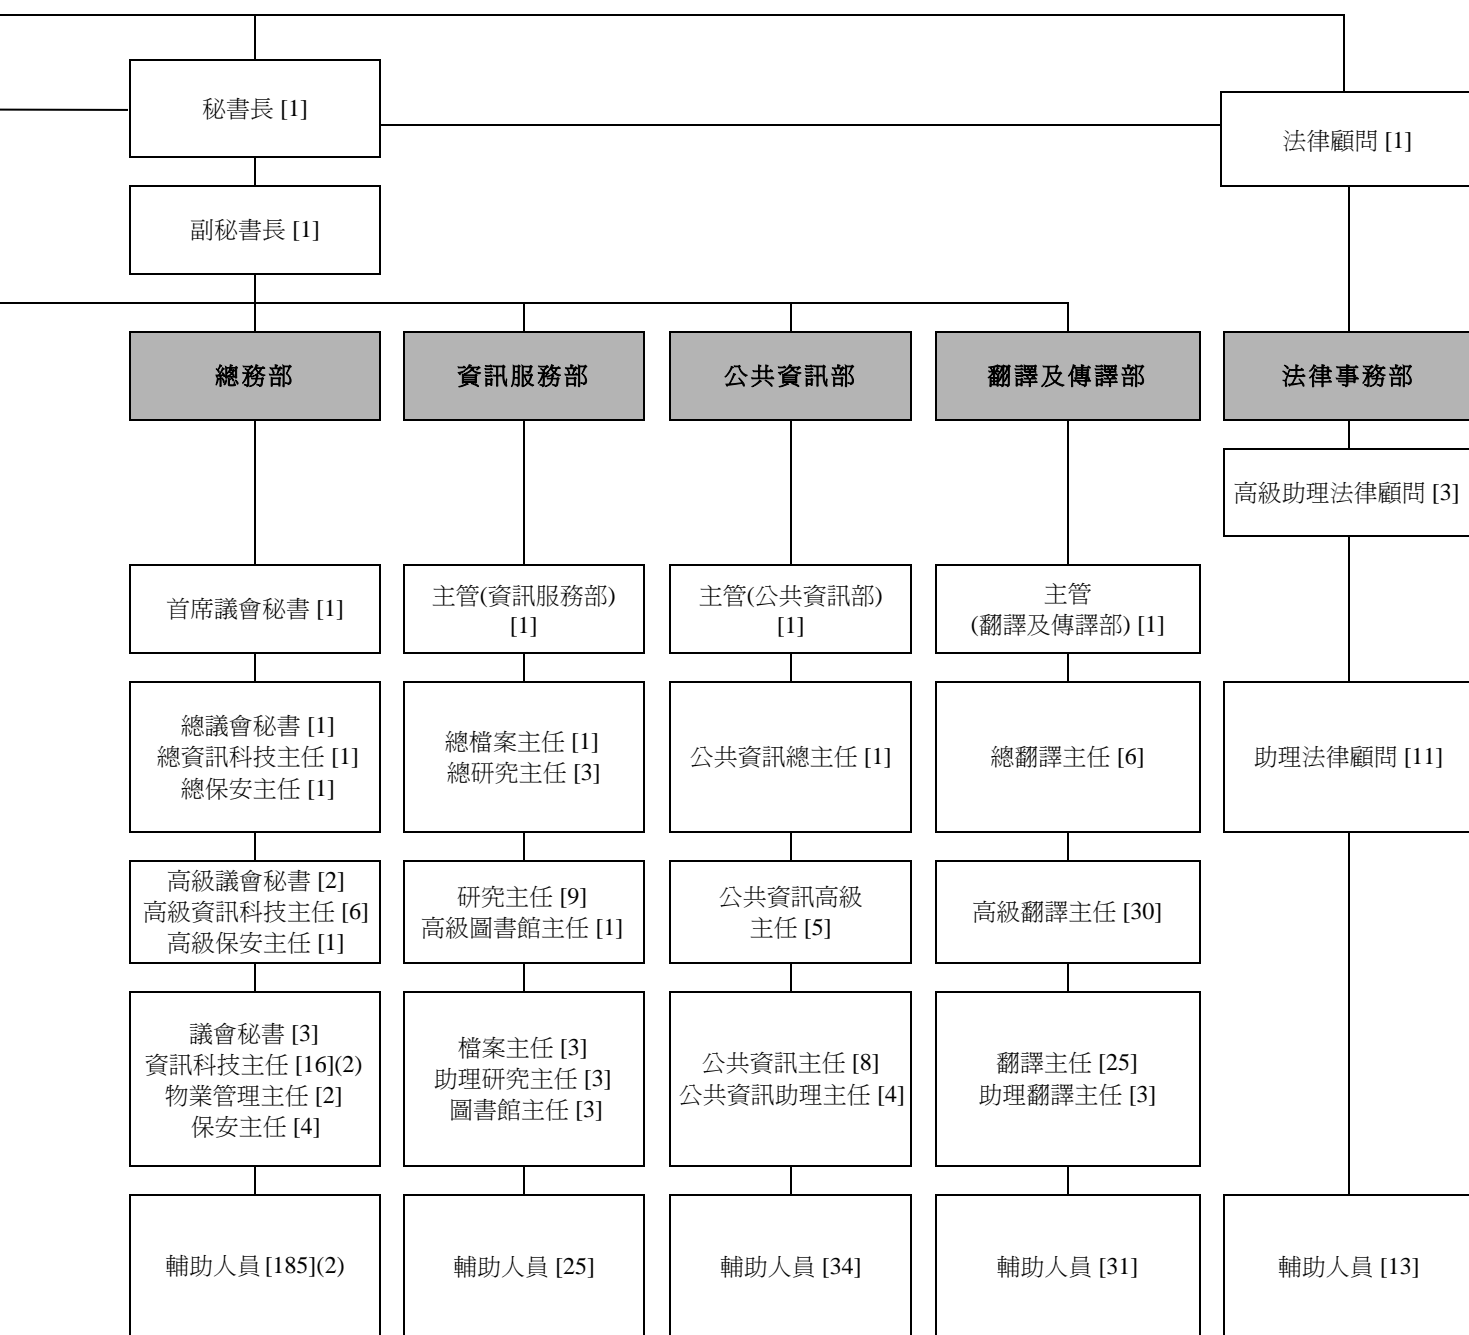 秘書長 [1]
法律顧問 [1]
副秘書長 [1]
總務部
資訊服務部
公共資訊部
翻譯及傳譯部
法律事務部
高級助理法律顧問 [3]
首席議會秘書 [1]
主管(資訊服務部)
[1]
主管(公共資訊部)
[1]
主管
(翻譯及傳譯部) [1]
總議會秘書 [1]
總資訊科技主任 [1]
總保安主任 [1]
總檔案主任 [1]
總研究主任 [3]
公共資訊總主任 [1]
總翻譯主任 [6]
助理法律顧問 [11]
高級議會秘書 [2]
高級資訊科技主任 [6]
高級保安主任 [1]
研究主任 [9]
高級圖書館主任 [1]
公共資訊高級
主任 [5]
高級翻譯主任 [30]
議會秘書 [3]
資訊科技主任 [16](2)
物業管理主任 [2]
保安主任 [4]
檔案主任 [3]
助理研究主任 [3]
圖書館主任 [3]
公共資訊主任 [8]
公共資訊助理主任 [4]
翻譯主任 [25]
助理翻譯主任 [3]
輔助人員 [185](2)
輔助人員 [25]
輔助人員 [34]
輔助人員 [31]
輔助人員 [13]